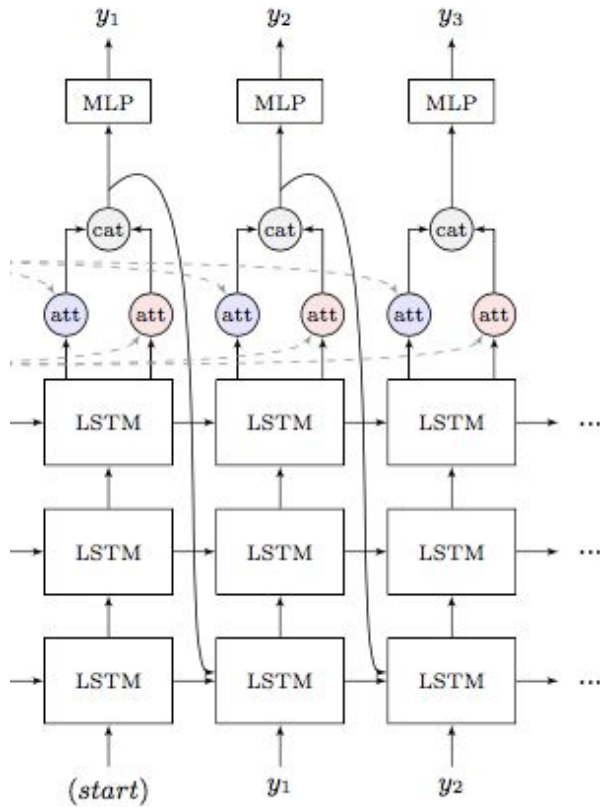 y1 y2 y3
MLP MLP MLP
cat cat cat
att att att att att att
LSTM LSTM LSTM ...
LSTM LSTM LSTM
LSTM LSTM LSTM ...
(start) y1 y2